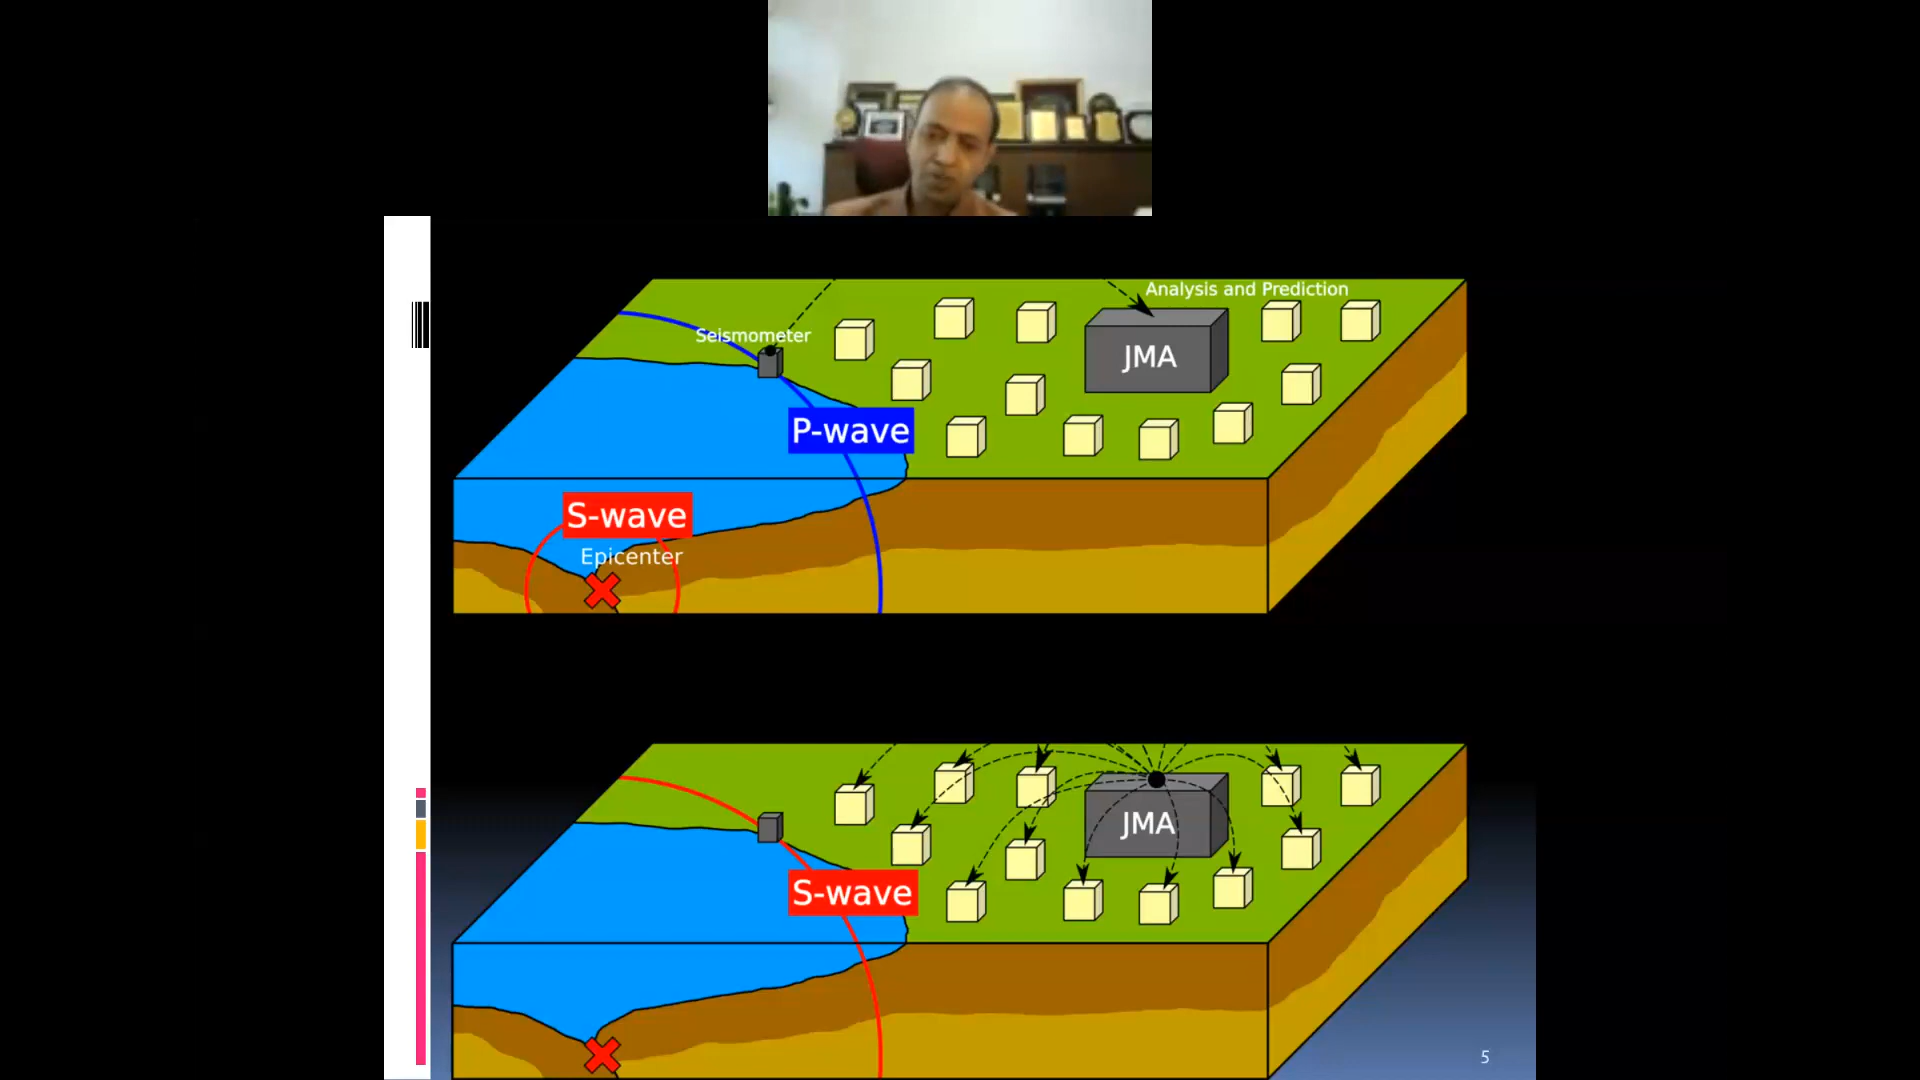 Analysis and Prediction
Seismometer
JMA
P-wave
S-wave
Epicenter
JMA
S-wave
5